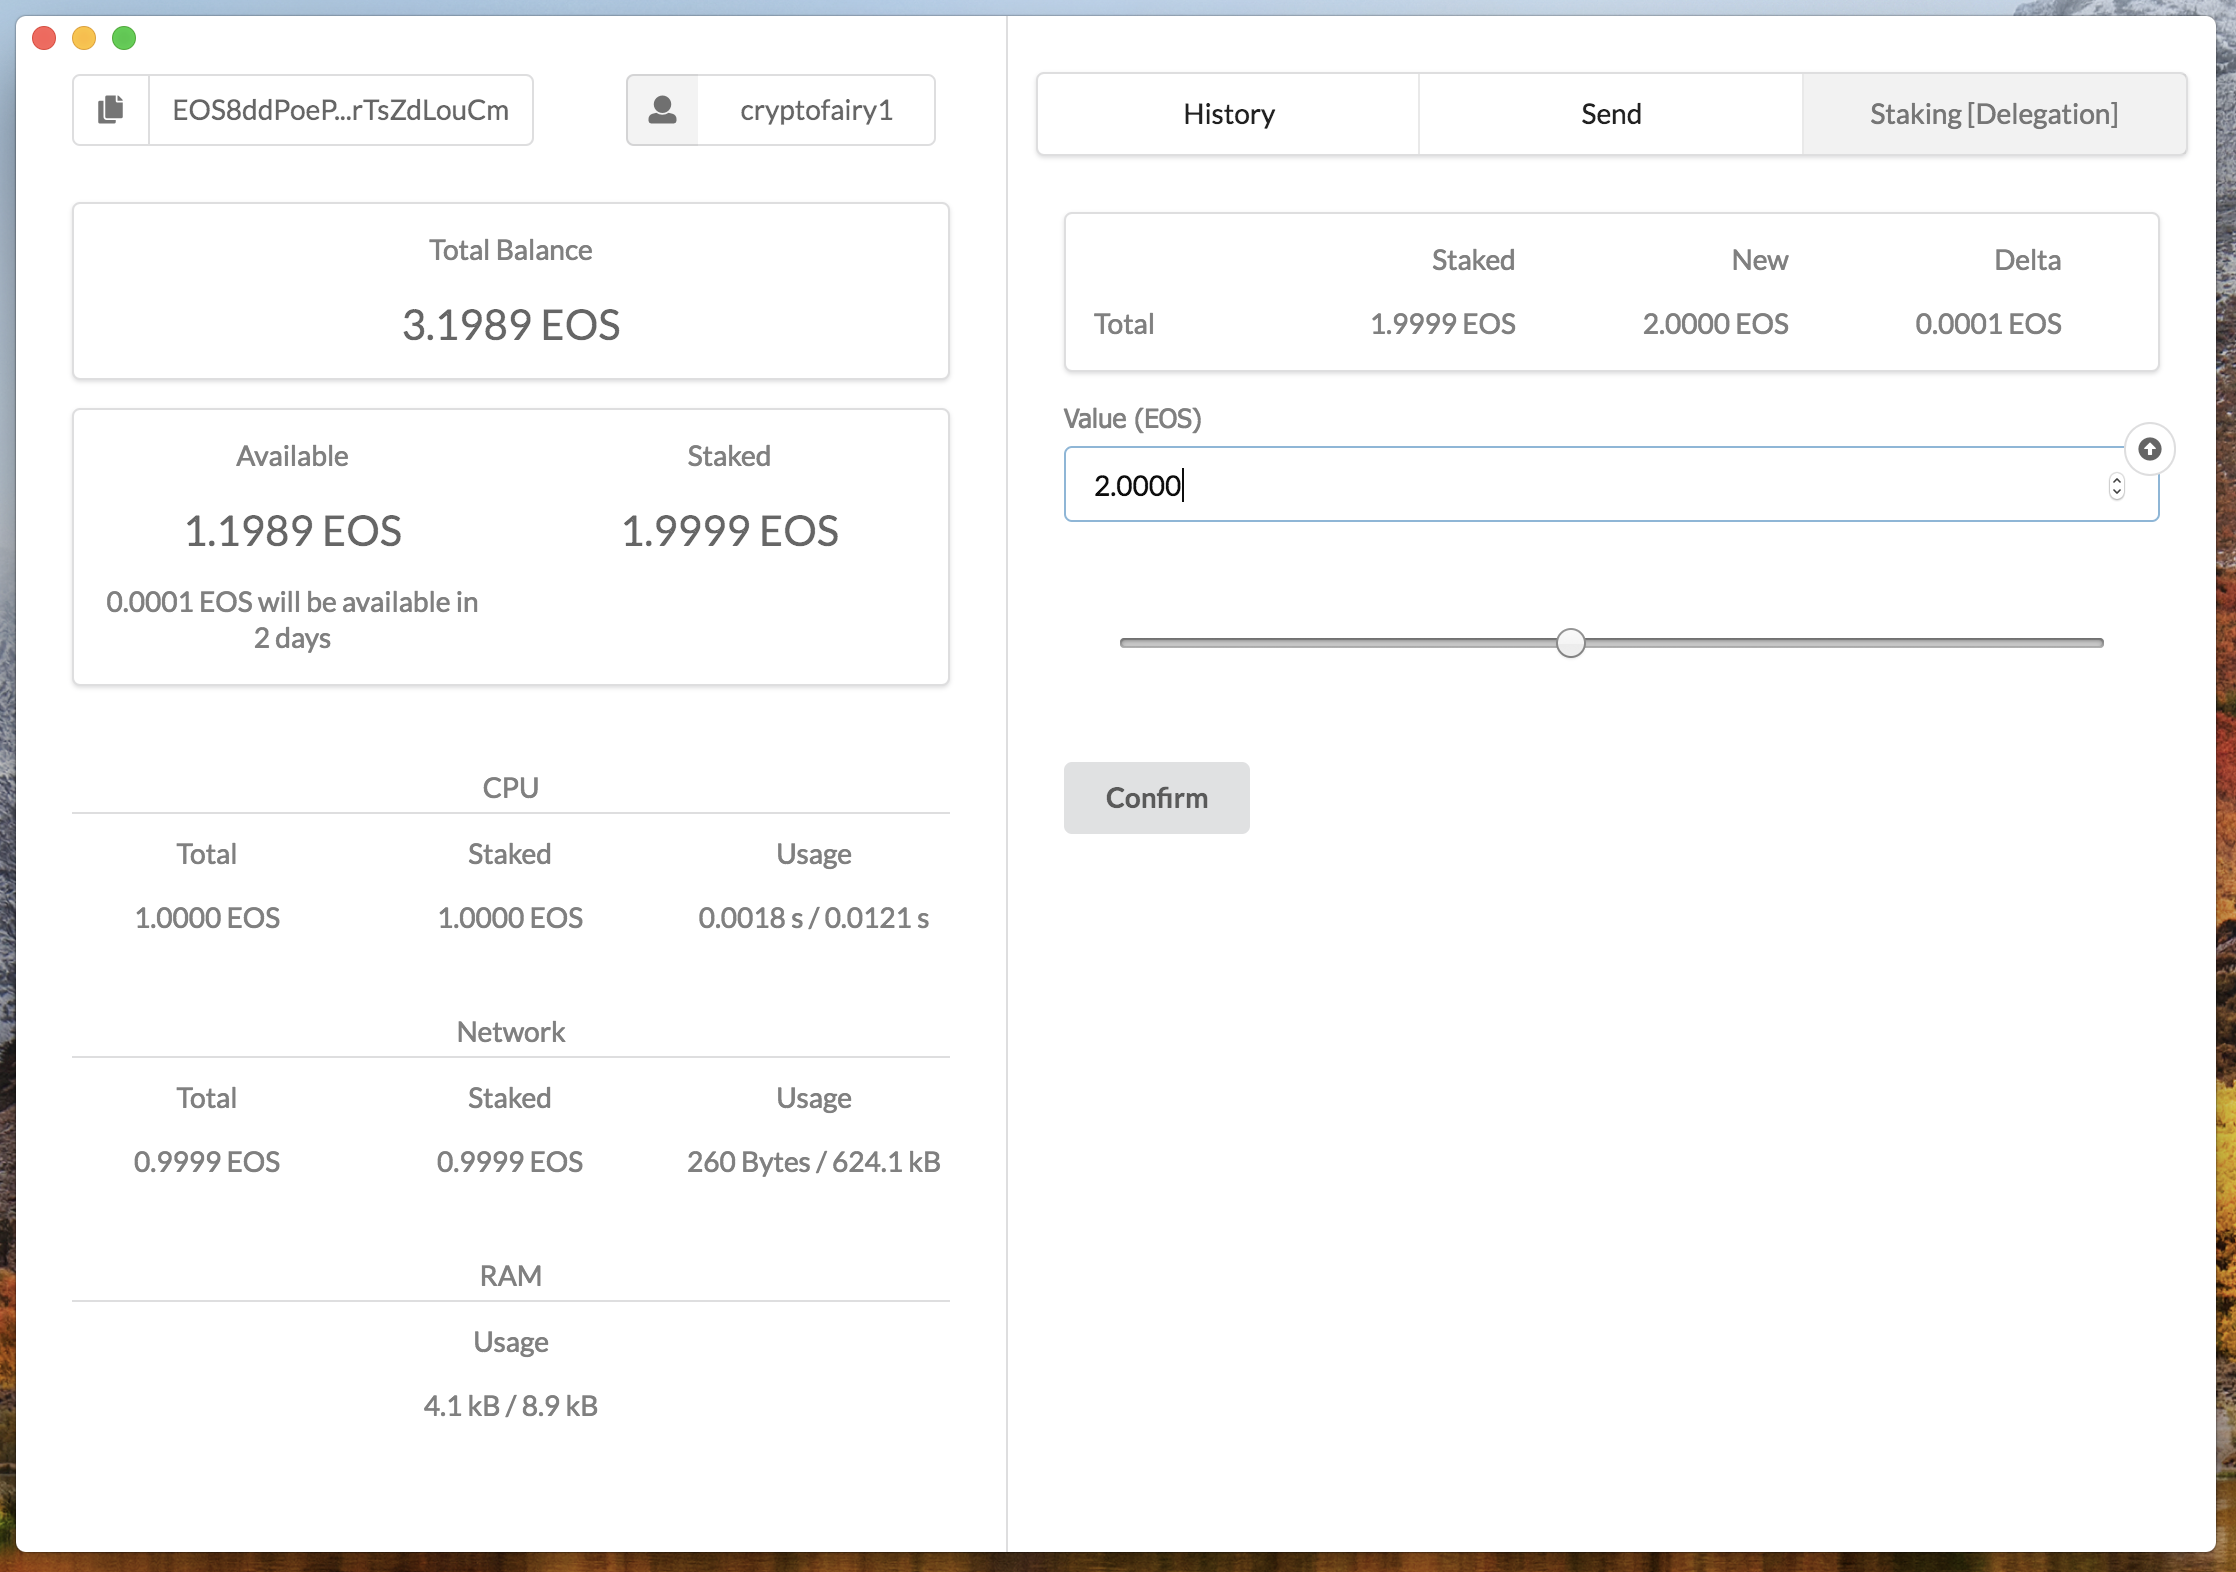 EOS8ddPoeP...rTsZdLouCm
cryptofairy1
Total Balance
3.1989 EOS
Available Staked
1.1989 EOS 1.9999 EOS
0.0001 EOS will be available in
2 days
CPU
Total Staked Usage
1.0000 EOS 1.0000 EOS 0.0018 s / 0.0121 s
Network
Total Staked Usage
0.9999 EOS 0.9999 EOS 260 Bytes / 624.1 kB
RAM
Usage
4.1 kB / 8.9 kB
History Send Staking [Delegation]
Staked New Delta
Total 1.9999 EOS 2.0000 EOS 0.0001 EOS
Value (EOS)
2.0000
Confirm